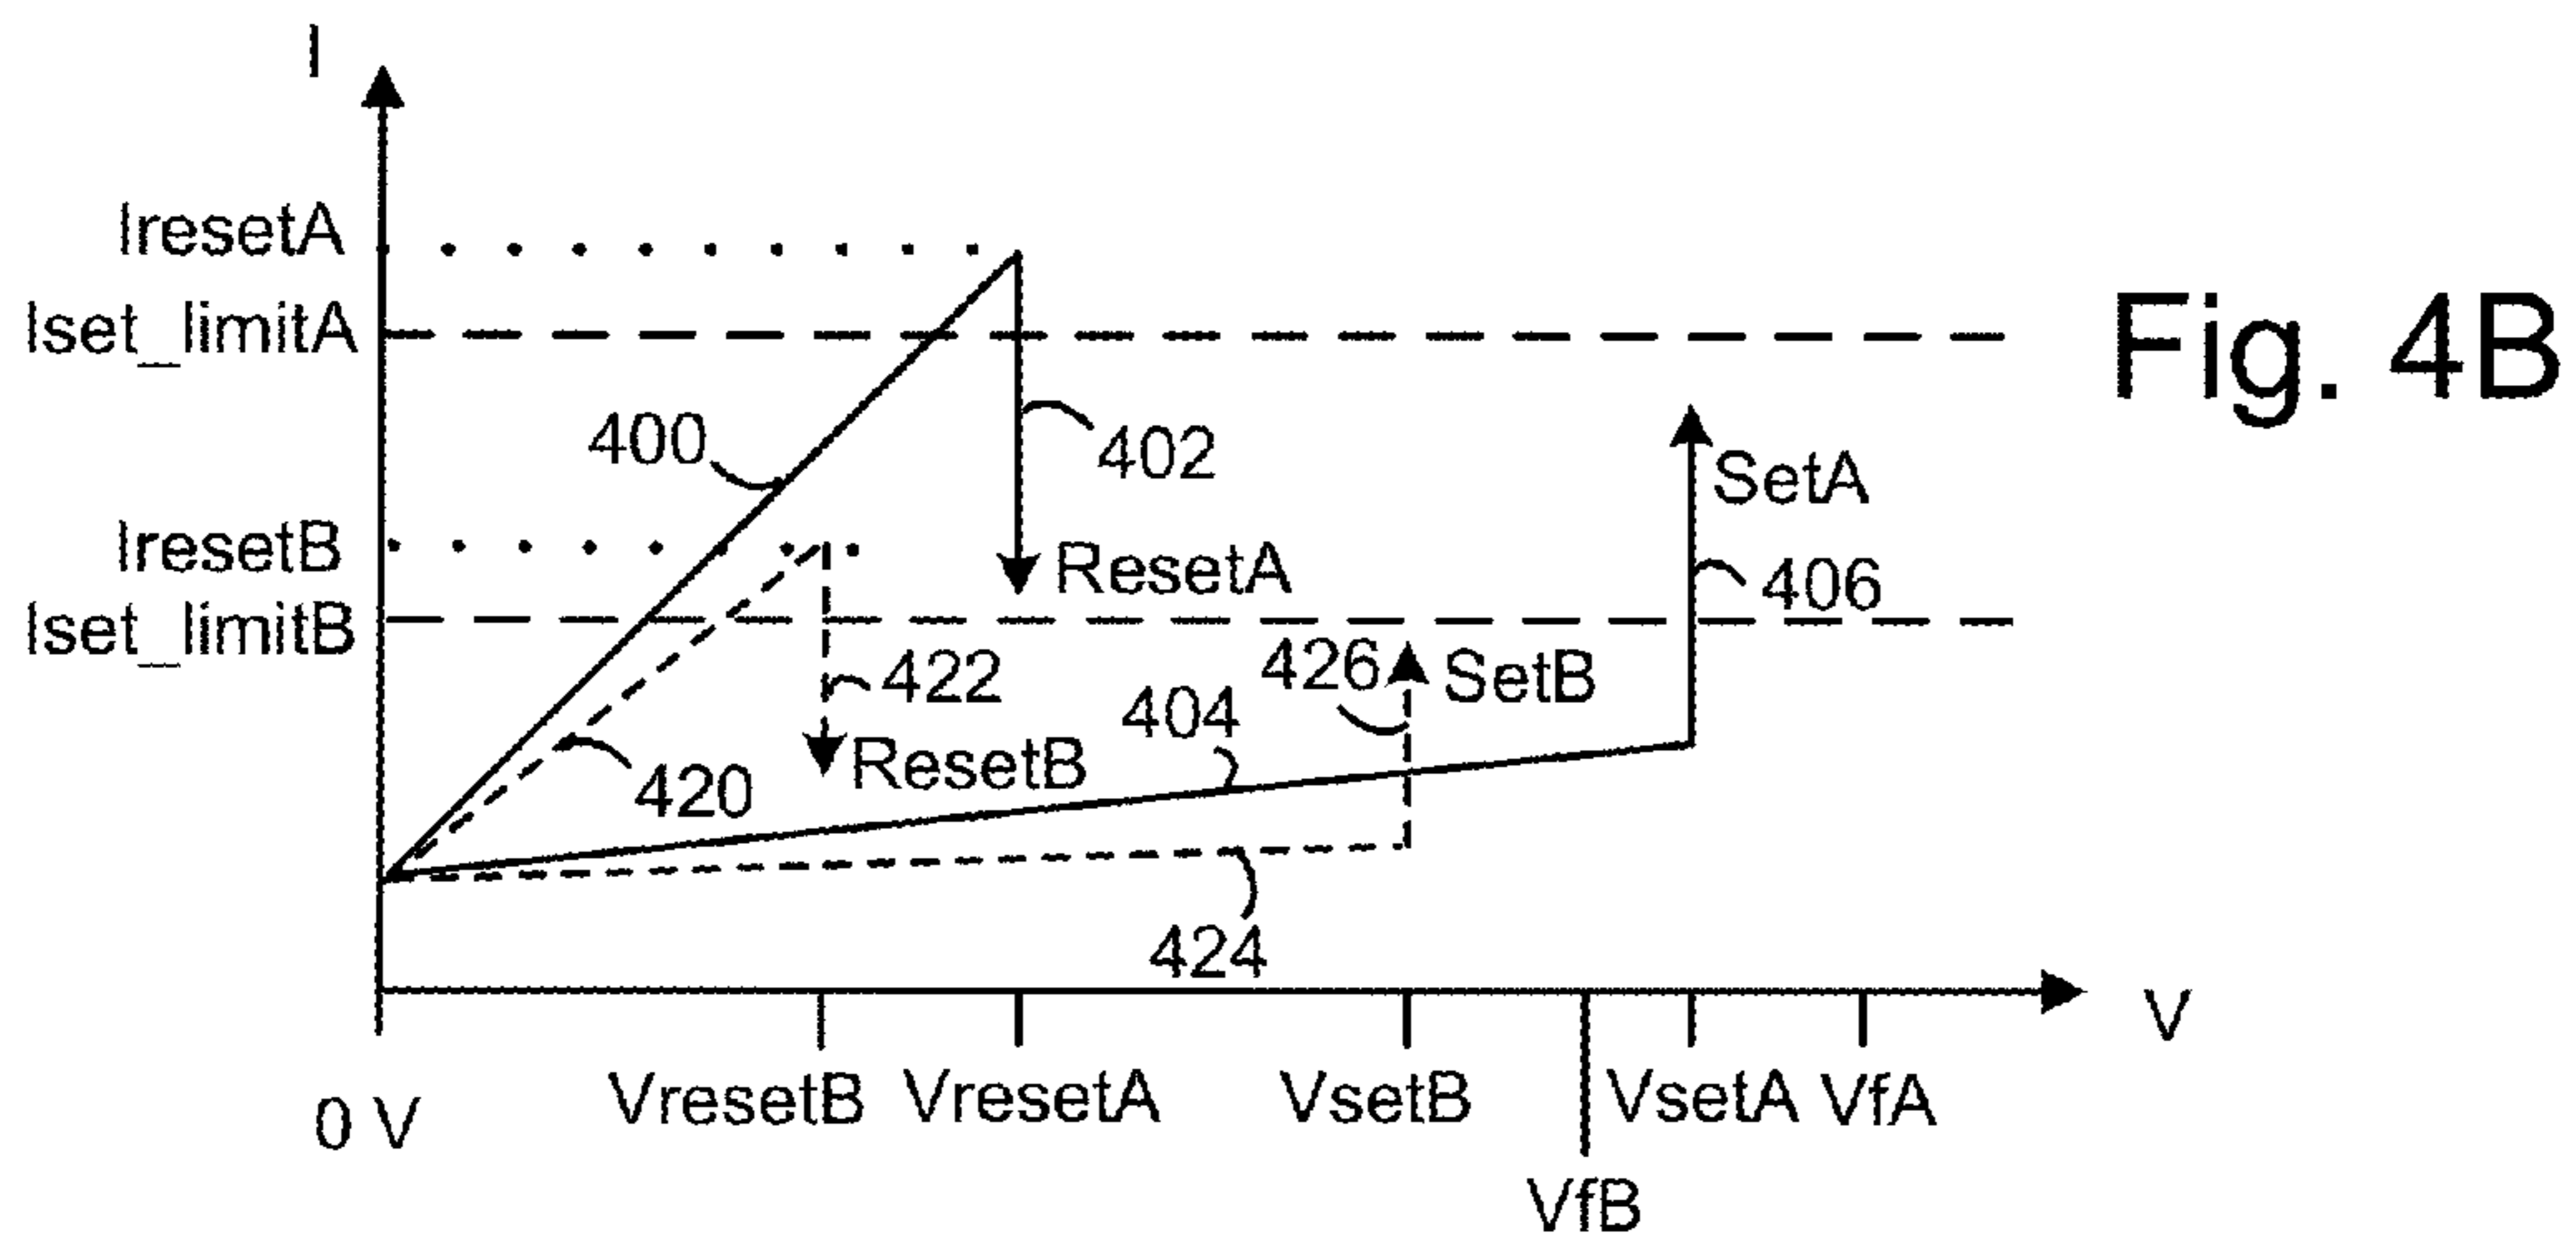 I
IresetA
Iset_limitA
Fig. 4B
400
402
SetA
IresetB
ResetA
406
Iset_limitB
422
426
SetB
404
ResetB
420
424
V
0 V
VresetB
VresetA
VsetB
VsetA
VfA
VfB